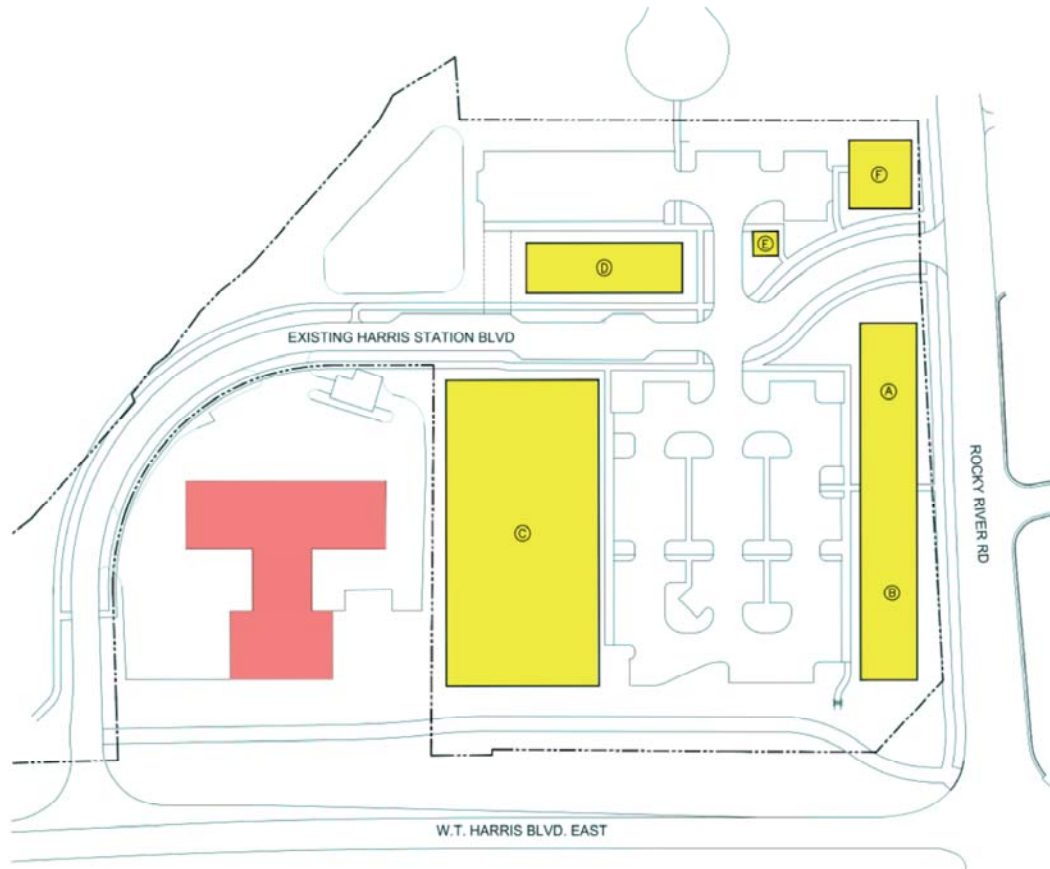 Ⓕ
Ⓔ
Ⓓ
EXISTING HARRIS STATION BLVD
Ⓐ
ROCKY RIVER RD
Ⓒ
Ⓑ
W.T. HARRIS BLVD. EAST